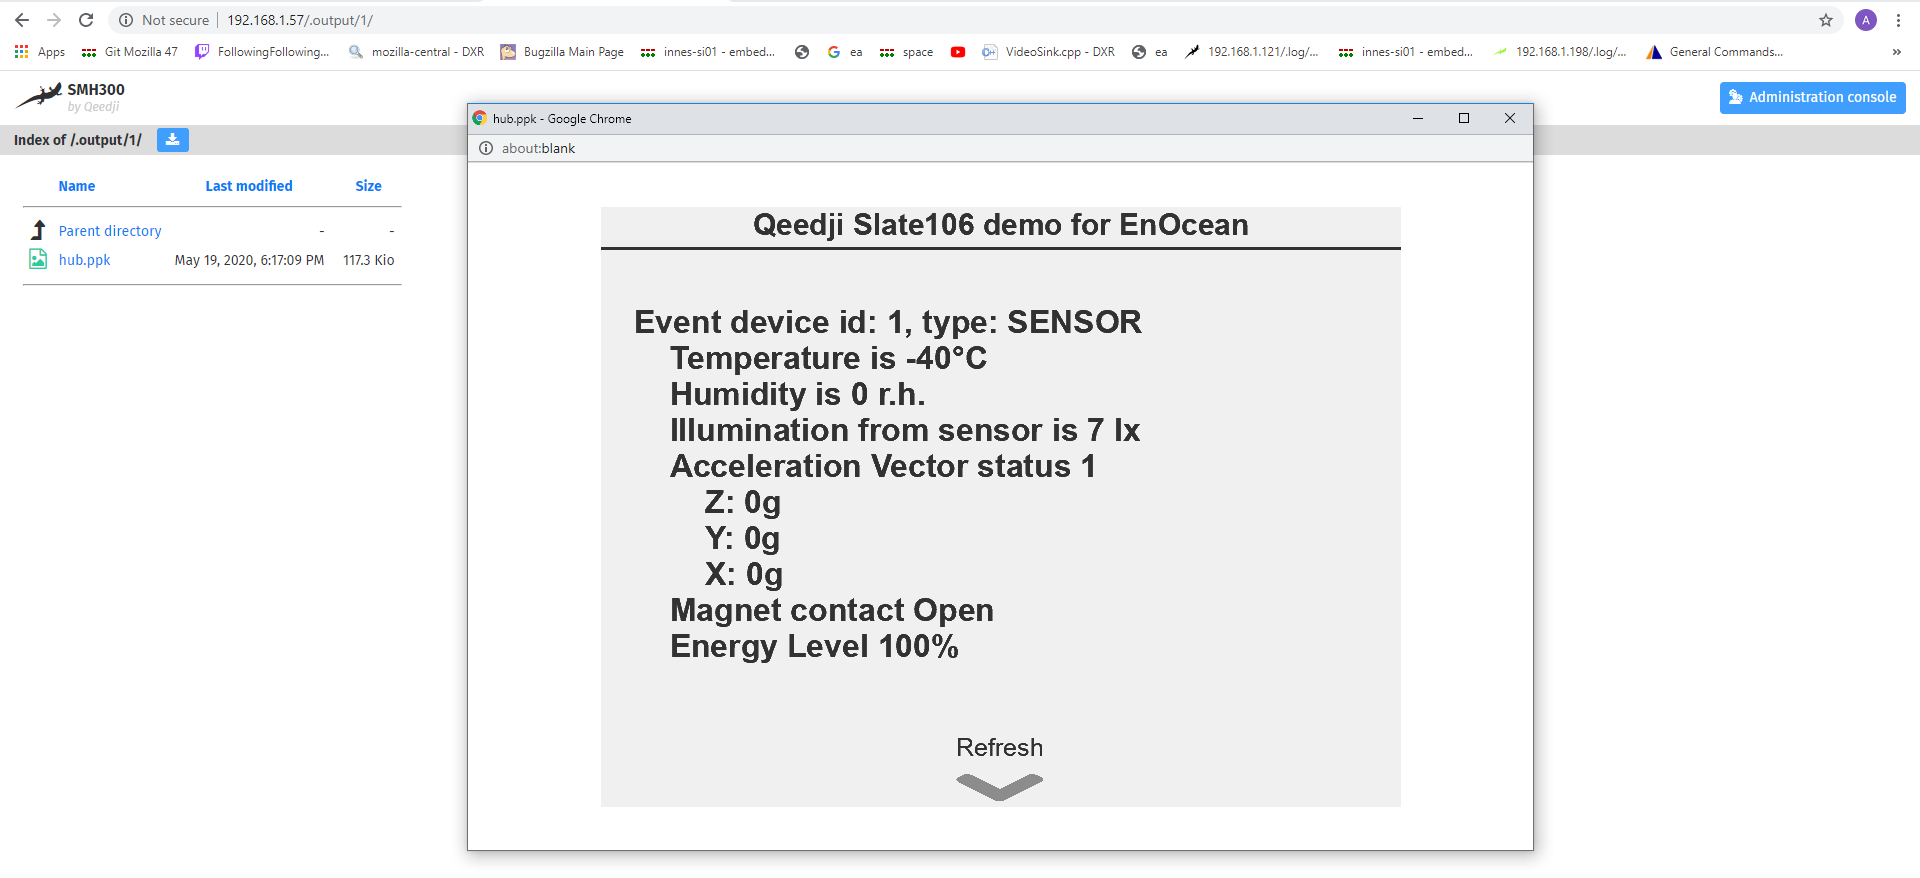 Not secure 192.168.1.57/.output/1/ A
Apps Git Mozilla 47 FollowingFollowing... mozilla-central - DXR Bugzilla Main Page innes-si01 - embed... ea space VideoSink.cpp - DXR ea 192.168.1.121/.log/... innes-si01 - embed... 192.168.1.198/.log/... General Commands... »
SMH300
by Qeedji
Administration console
Index of /.output/1/
Name Last modified Size
Parent directory - -
hub.ppk May 19, 2020, 6:17:09 PM 117.3 Kio
hub.ppk - Google Chrome
about:blank
Qeedji Slate106 demo for EnOcean
Event device id: 1, type: SENSOR
Temperature is -40°C
Humidity is 0 r.h.
Illumination from sensor is 7 lx
Acceleration Vector status 1
Z: 0g
Y: 0g
X: 0g
Magnet contact Open
Energy Level 100%
Refresh